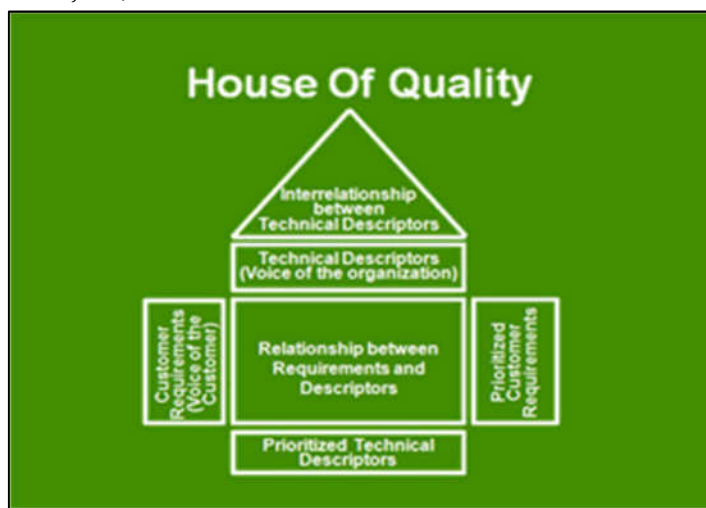 House Of Quality
Interrelationship
between
Technical Descriptors
Technical Descriptors
(Voice of the organization)
Customer
Requirements
(Voice of the
Customer)
Relationship between
Requirements and
Descriptors
Prioritized
Customer
Requirements
Prioritized Technical
Descriptors